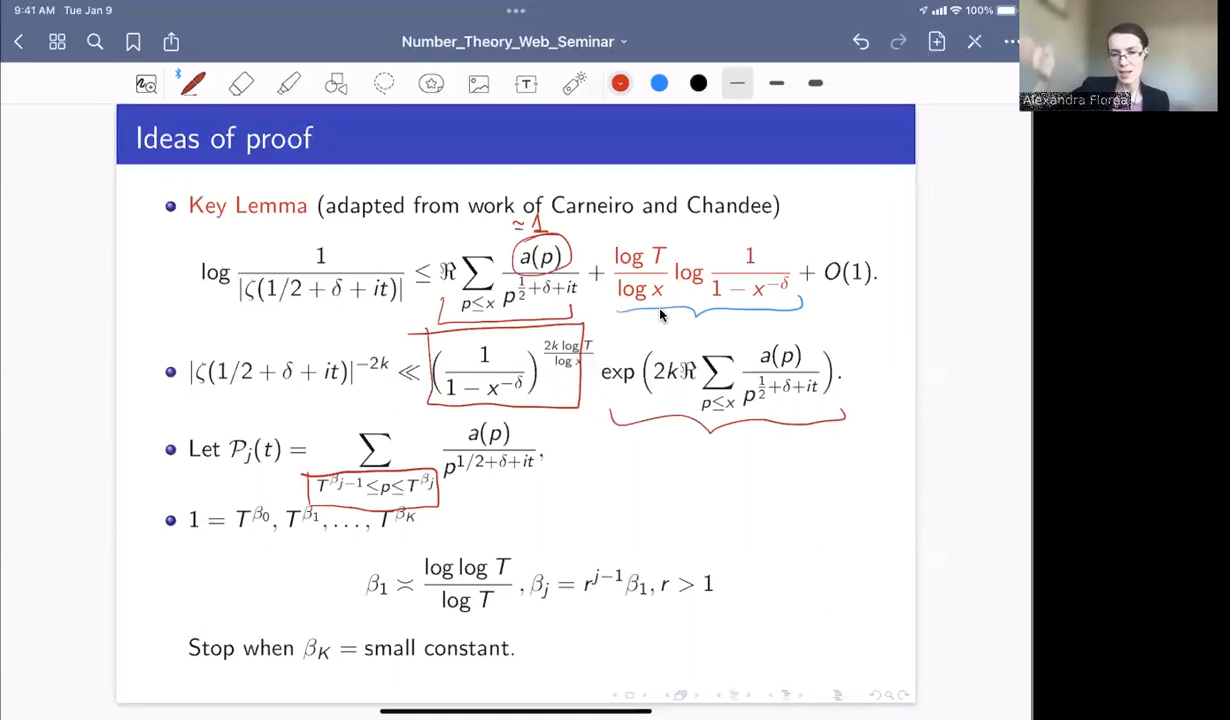 9:41 AM Tue Jan 9
100%
Number_Theory_Web_Seminar
Alexandra Florea
Ideas of proof
Key Lemma (adapted from work of Carneiro and Chandee)
≈ 1
log 1/|ζ(1/2 + δ + it)| ≤ ℜ ∑_{p≤x} a(p)/p^{1/2+δ+it} + log T/log x log 1/(1 − x^{−δ}) + O(1).
|ζ(1/2 + δ + it)|^{−2k} ≪ (1/(1 − x^{−δ}))^{2k log T/log x} exp(2kℜ ∑_{p≤x} a(p)/p^{1/2+δ+it}).
Let P_j(t) = ∑_{T^{β_{j−1}}≤p≤T^{β_j}} a(p)/p^{1/2+δ+it},
1 = T^{β_0}, T^{β_1}, . . . , T^{β_K}
β_1 ≍ log log T/log T, β_j = r^{j−1}β_1, r > 1
Stop when β_K = small constant.